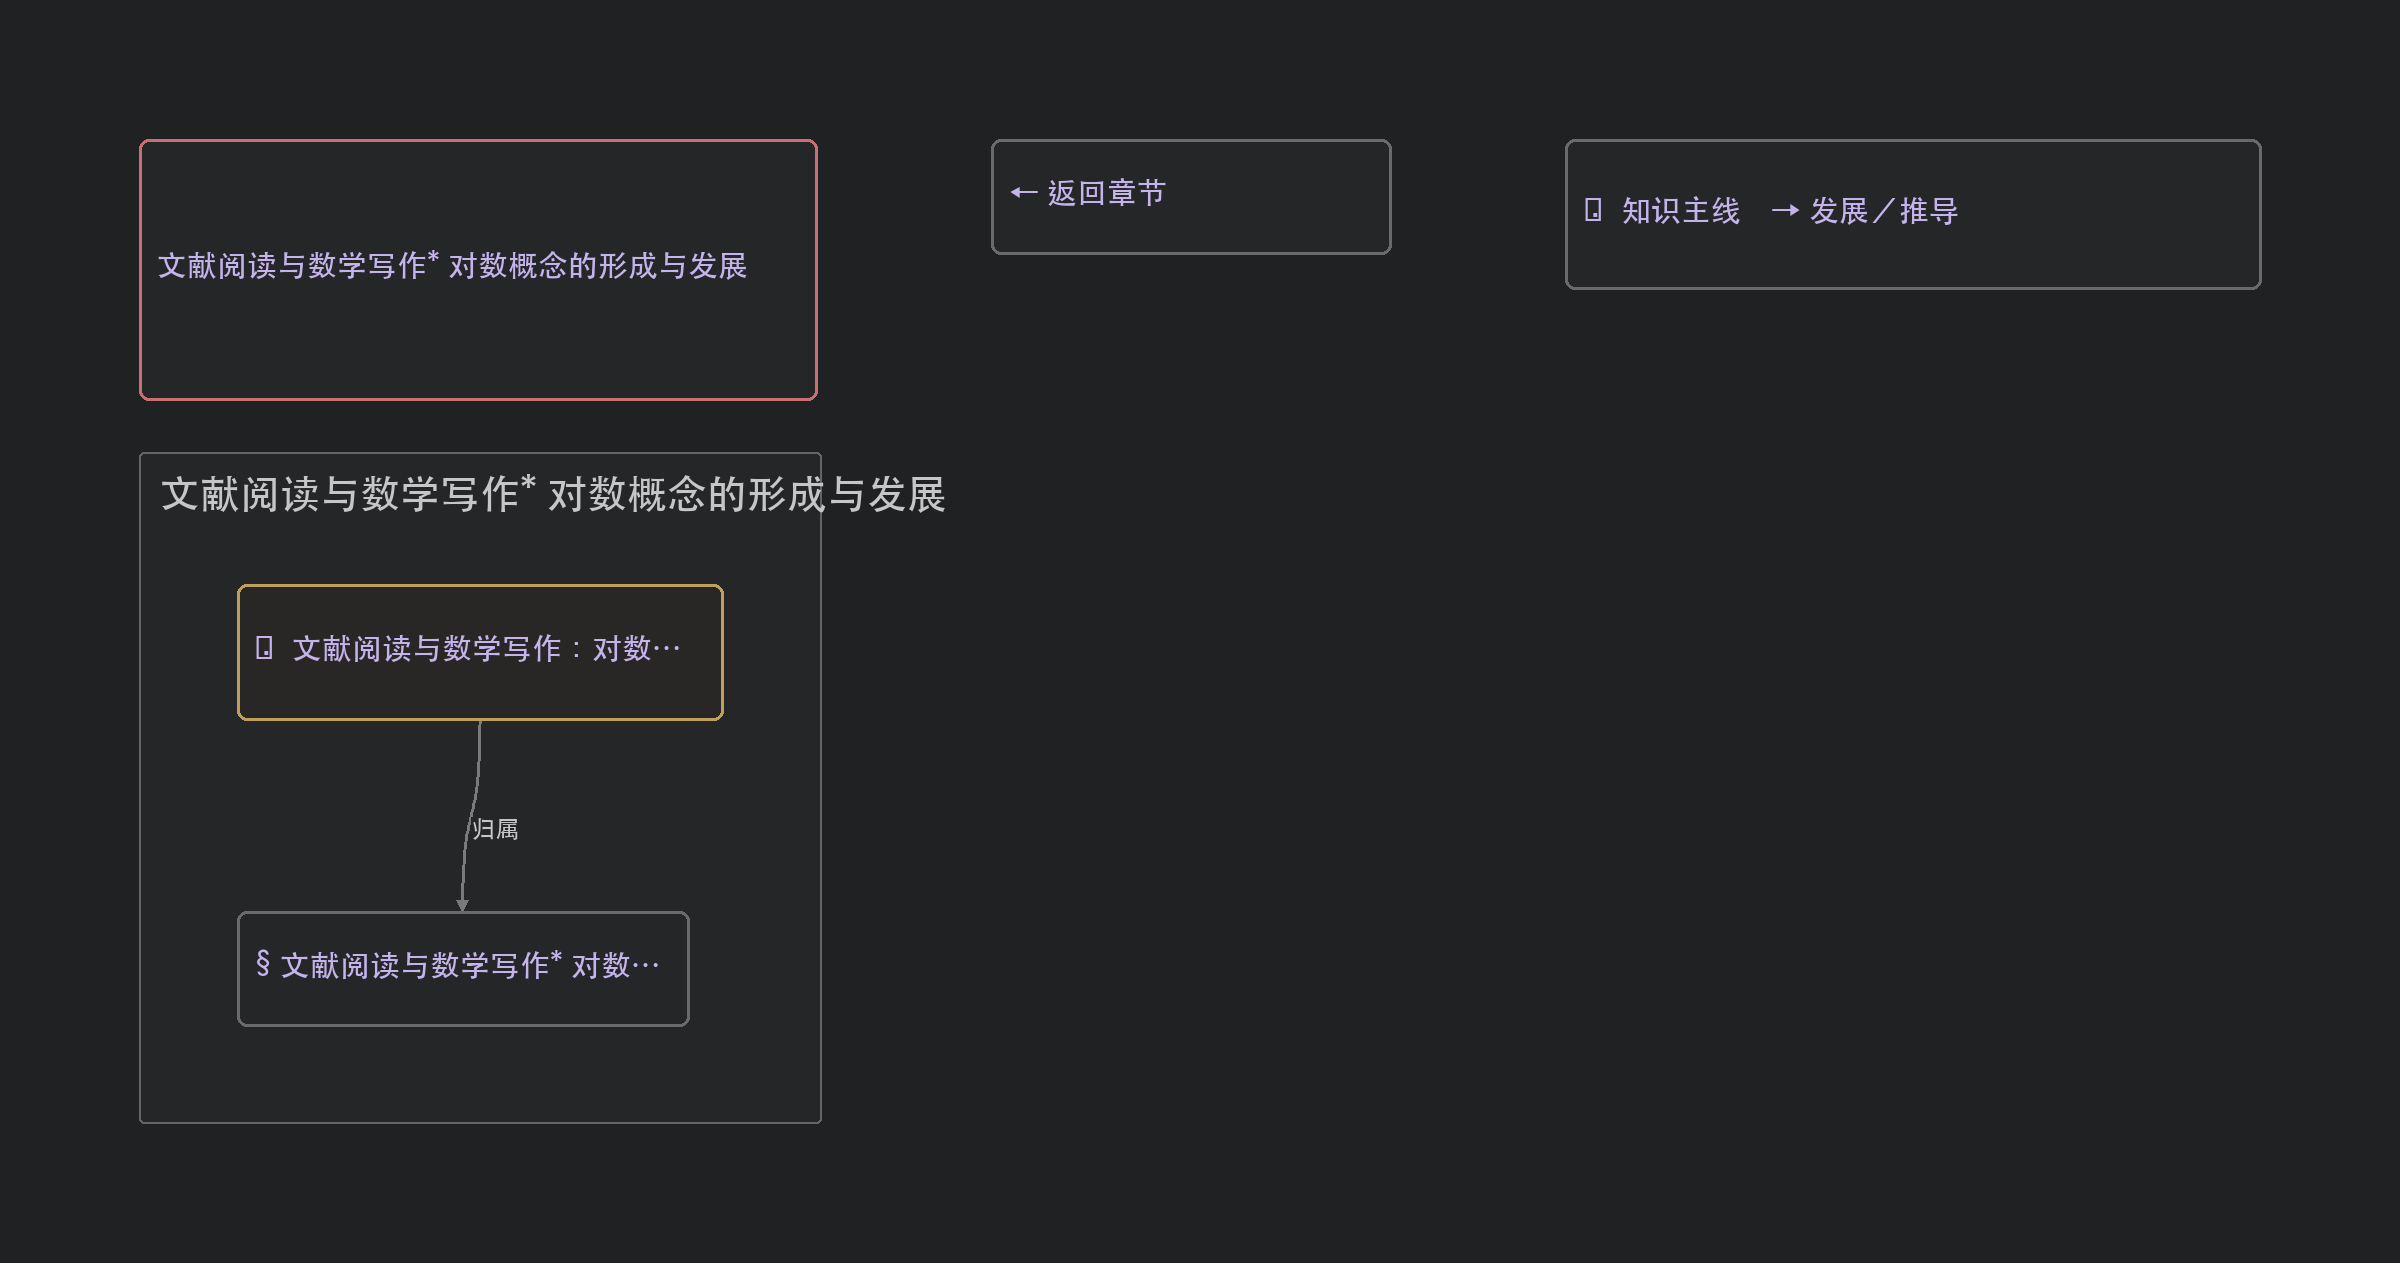 文献阅读与数学写作* 对数概念的形成与发展
← 返回章节
知识主线 → 发展／推导
文献阅读与数学写作* 对数概念的形成与发展
文献阅读与数学写作：对数…
归属
§ 文献阅读与数学写作* 对数…